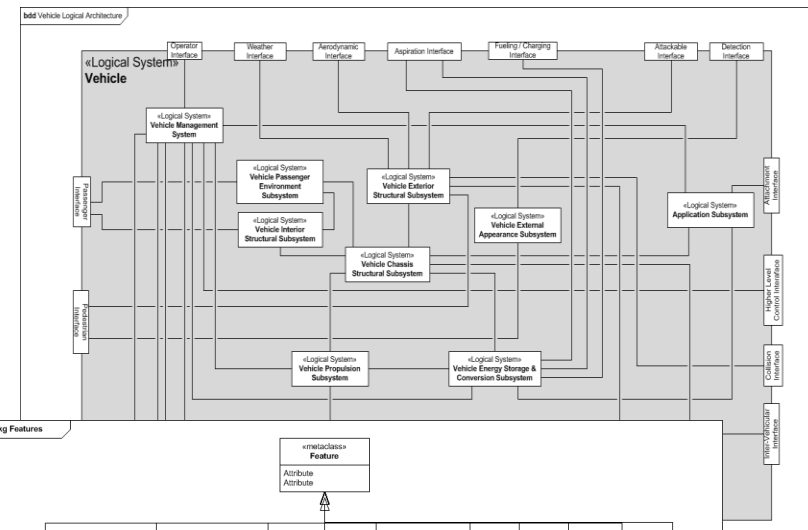 bdd Vehicle Logical Architecture
Operator
Interface
Weather
Interface
Aerodynamic
Interface
Aspiration Interface
Fueling / Charging
Interface
Attackable
Interface
Detection
Interface
«Logical System»
Vehicle
«Logical System»
Vehicle Management
System
«Logical System»
Vehicle Passenger
Environment
Subsystem
«Logical System»
Vehicle Exterior
Structural Subsystem
Attachment
Interface
Passenger
Interface
«Logical System»
Vehicle Interior
Structural Subsystem
«Logical System»
Vehicle External
Appearance Subsystem
«Logical System»
Application Subsystem
«Logical System»
Vehicle Chassis
Structural Subsystem
Higher Level
Control Interaface
Pedestrian
Interface
«Logical System»
Vehicle Propulsion
Subsystem
«Logical System»
Vehicle Energy Storage &
Conversion Subsystem
Collision
Interface
Inter-Vehicular
Interface
kg Features
«metaclass»
Feature
Attribute
Attribute